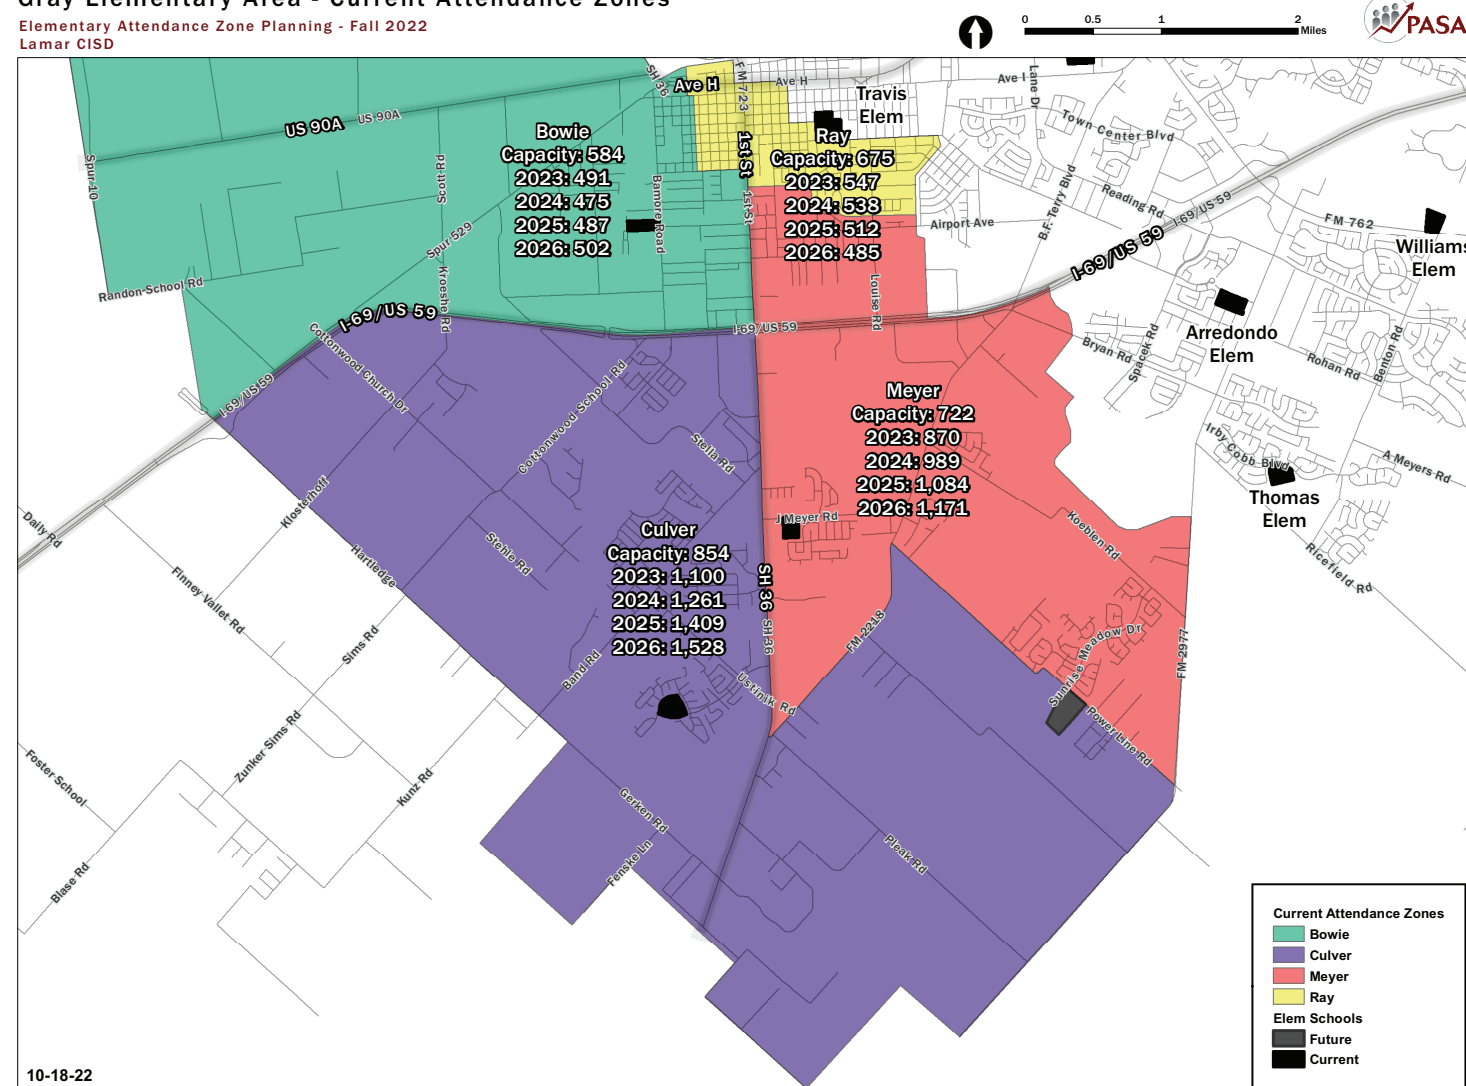 Gray Elementary Area - Current Attendance Zones
Elementary Attendance Zone Planning - Fall 2022
Lamar CISD
0 0.5 1 2
Miles
PASA
SH 36
Ave H
FM 723
Ave H
Ave I
Lane Dr
Travis
Elem
Town Center Blvd
US 90A
US 90A
Spur 10
Scott Rd
Bowie
Capacity: 584
2023: 491
2024: 475
2025: 487
2026: 502
Bamore Road
1st St
1st St
Ray
Capacity: 675
2023: 547
2024: 538
2025: 512
2026: 485
Airport Ave
B.F. Terry Blvd
Reading Rd
I-69/US 59
I-69/US 59
FM 762
Williams
Elem
Spur 529
Randon School Rd
Kroesche Rd
I-69/US 59
I-69/US 59
Louise Rd
Arredondo
Elem
Bryan Rd
Spacek Rd
Rohan Rd
Benton Rd
I-69/US 59
Cottonwood Church Dr
Cottonwood School Rd
Stella Rd
Meyer
Capacity: 722
2023: 870
2024: 989
2025: 1,084
2026: 1,171
Irby Cobb Blvd
A Meyers Rd
Thomas
Elem
Ricefield Rd
Koeblen Rd
J Meyer Rd
Daily Rd
Klosterhoff
Hartledge
Stehle Rd
Culver
Capacity: 854
2023: 1,100
2024: 1,261
2025: 1,409
2026: 1,528
SH 36
SH 36
FM 2218
Finney Vallet Rd
Sims Rd
Band Rd
Ustinik Rd
Sunrise Meadow Dr
FM 2977
Power Line Rd
Zunker Sims Rd
Foster School
Kunz Rd
Gerken Rd
Fenske Ln
Pleak Rd
Blase Rd
Current Attendance Zones
Bowie
Culver
Meyer
Ray
Elem Schools
Future
Current
10-18-22